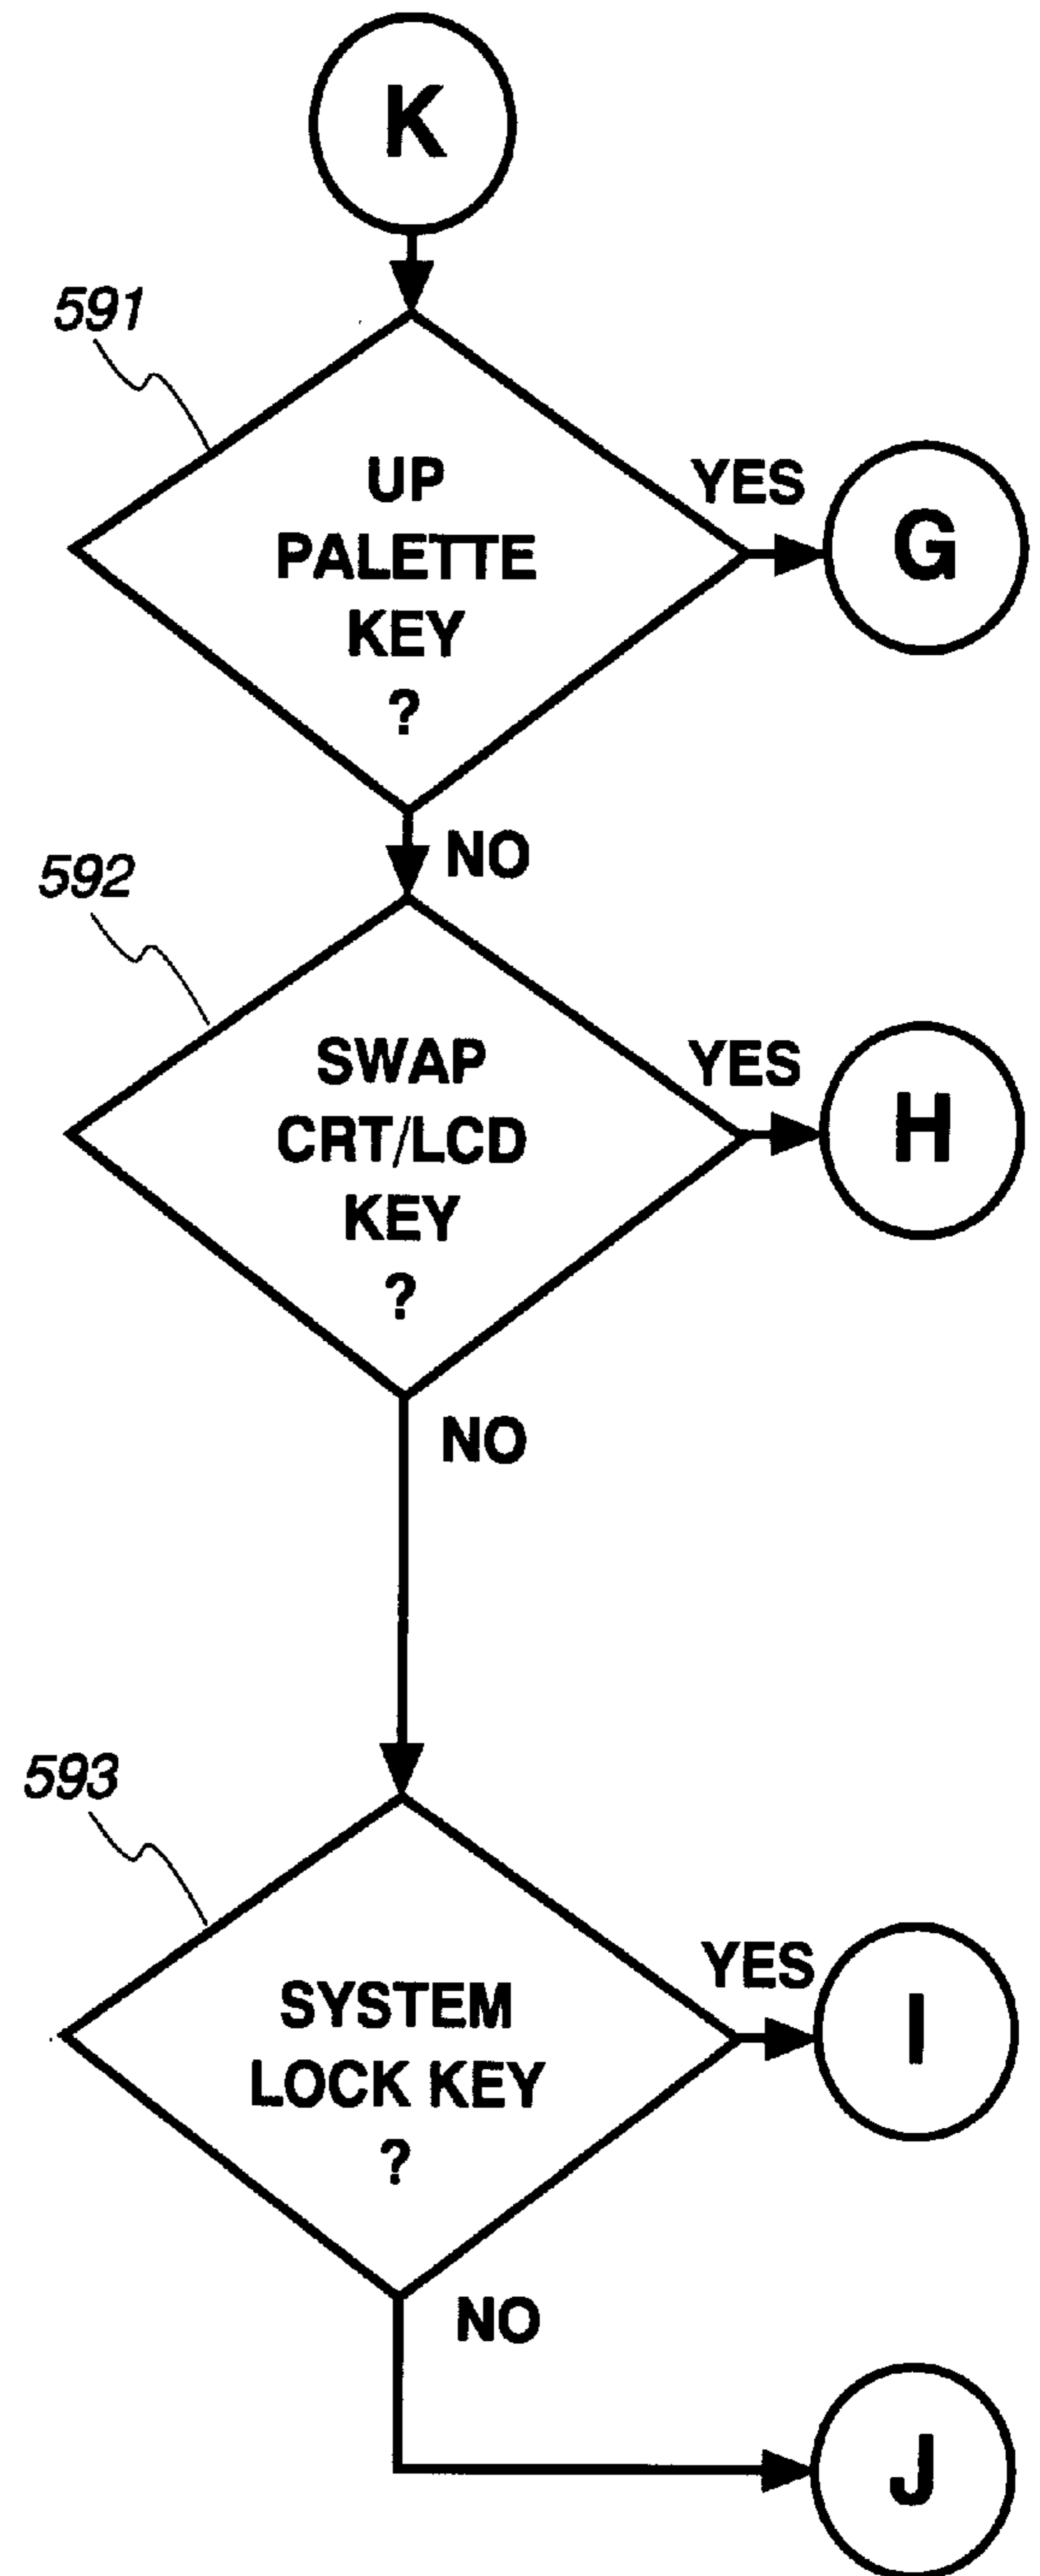 K
591
UP
PALETTE
KEY
?
YES
G
NO
592
SWAP
CRT/LCD
KEY
?
YES
H
NO
593
SYSTEM
LOCK KEY
?
YES
I
NO
J